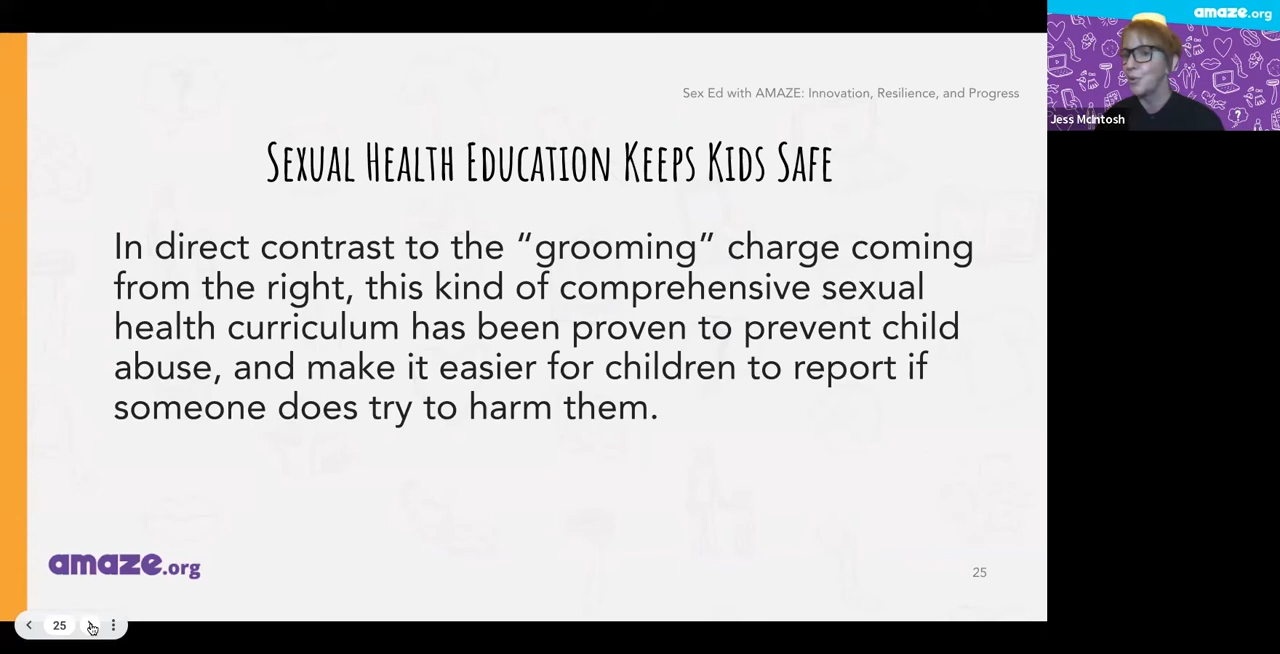 amaze.org
Jess McIntosh
Sex Ed with AMAZE: Innovation, Resilience, and Progress
Sexual Health Education Keeps Kids Safe
In direct contrast to the “grooming” charge coming
from the right, this kind of comprehensive sexual
health curriculum has been proven to prevent child
abuse, and make it easier for children to report if
someone does try to harm them.
amaze.org
25
25